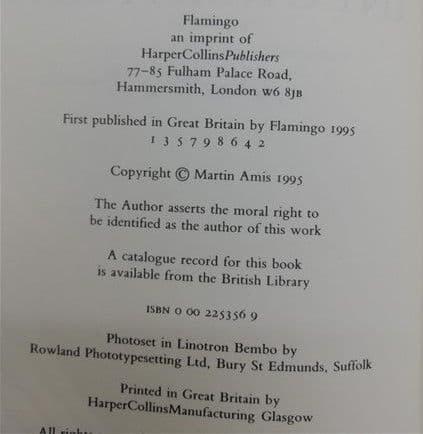 Flamingo
an imprint of
HarperCollinsPublishers
77–85 Fulham Palace Road,
Hammersmith, London W6 8JB
First published in Great Britain by Flamingo 1995
1 3 5 7 9 8 6 4 2
Copyright © Martin Amis 1995
The Author asserts the moral right to
be identified as the author of this work
A catalogue record for this book
is available from the British Library
ISBN 0 00 225356 9
Photoset in Linotron Bembo by
Rowland Phototypesetting Ltd, Bury St Edmunds, Suffolk
Printed in Great Britain by
HarperCollinsManufacturing Glasgow
All rights